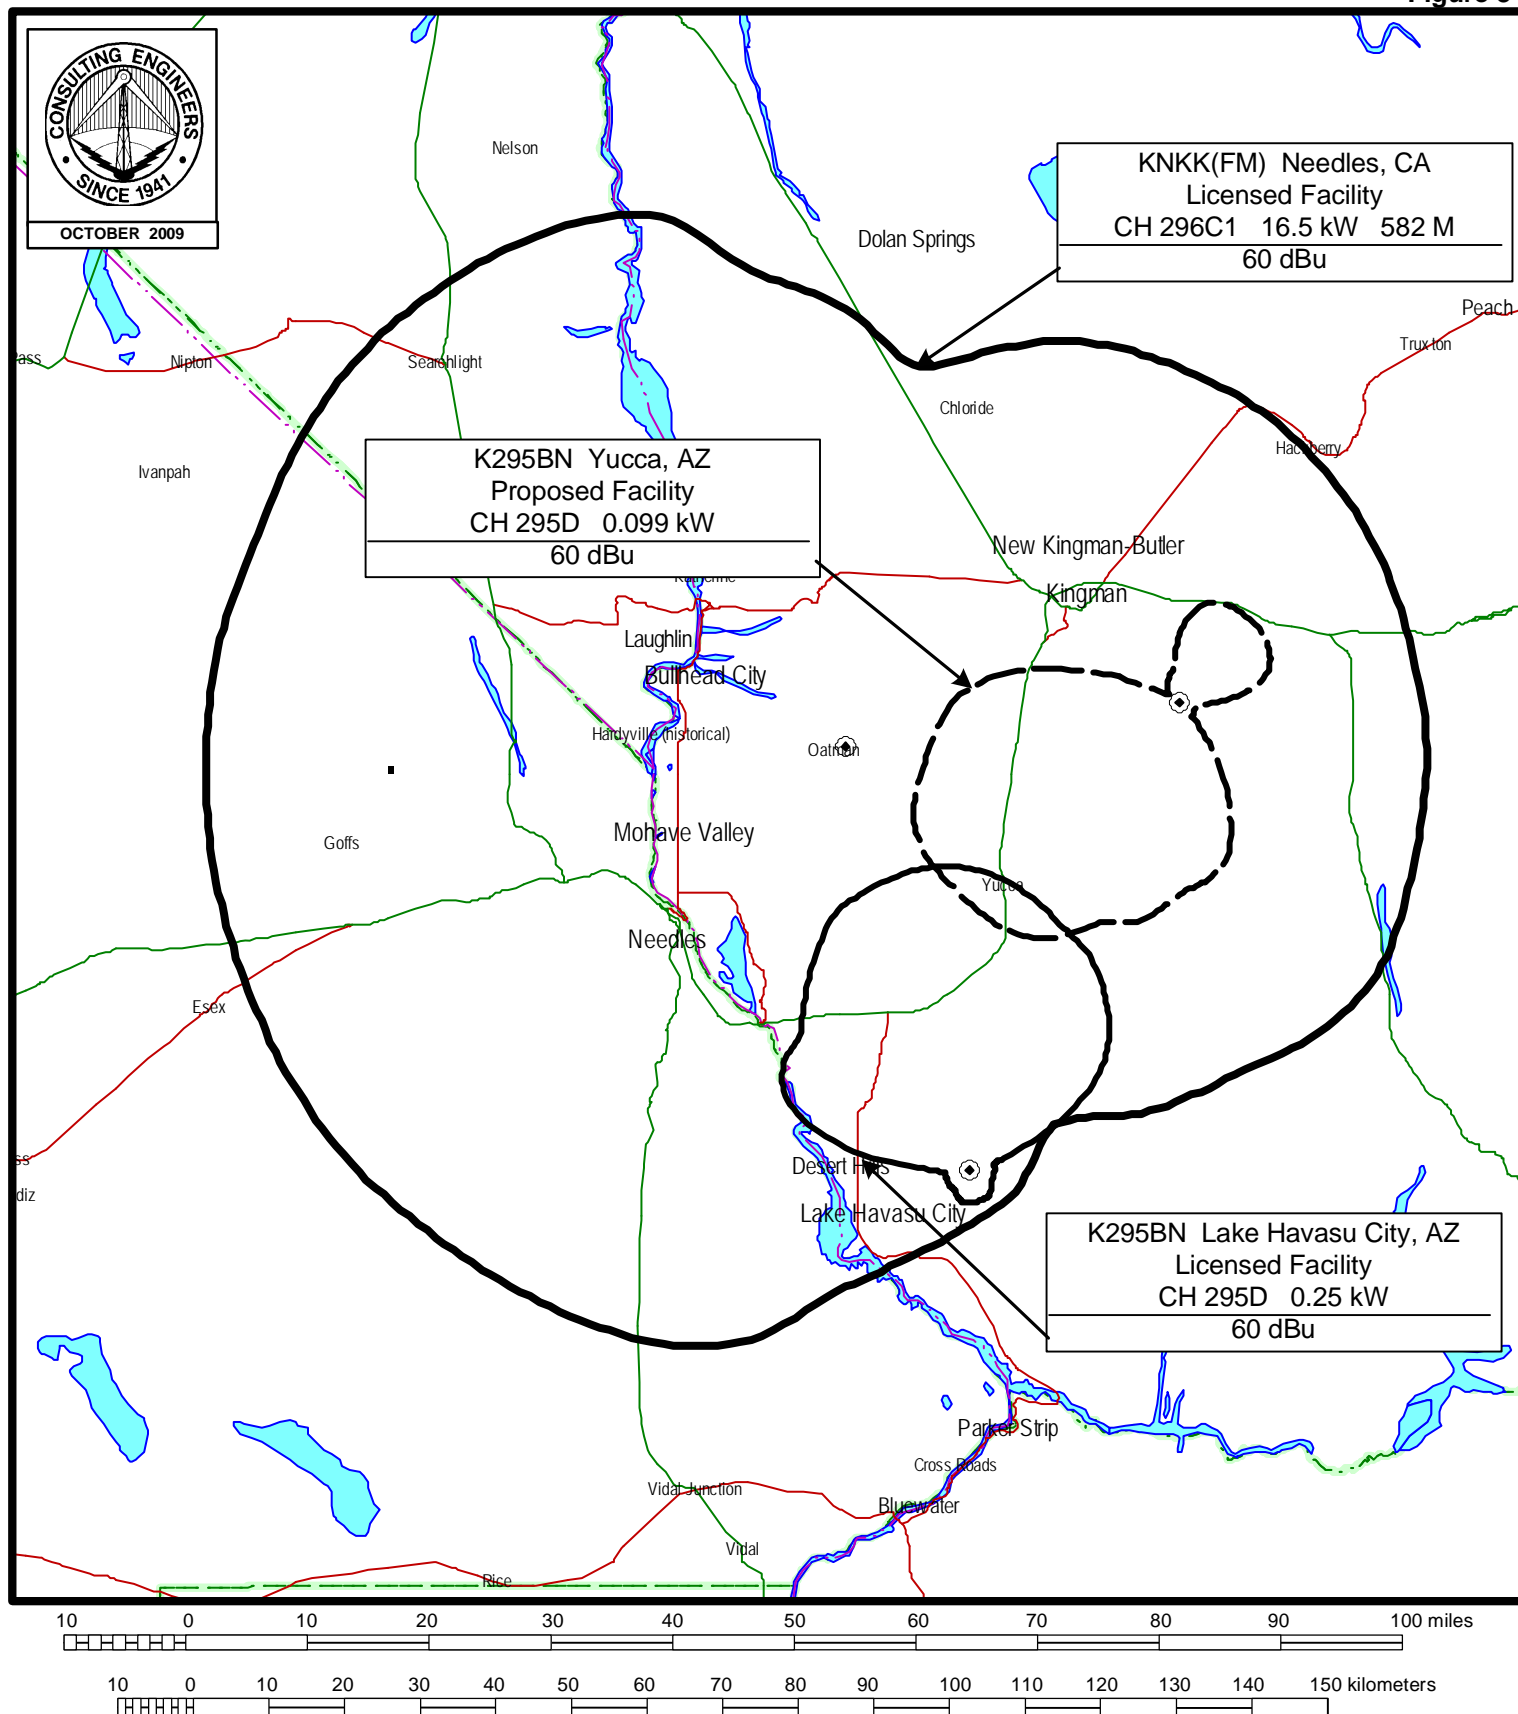 Figure 3
CONSULTING ENGINEERS
SINCE 1941
OCTOBER 2009
Nelson
KNKK(FM) Needles, CA
Licensed Facility
CH 296C1 16.5 kW 582 M
60 dBu
Dolan Springs
Peach
Truxton
Pass
Nipton
Searchlight
Chloride
Hackberry
Ivanpah
K295BN Yucca, AZ
Proposed Facility
CH 295D 0.099 kW
60 dBu
New Kingman-Butler
Katherine
Kingman
Laughlin
Bullhead City
Hardyville (historical)
Oatman
Mohave Valley
Goffs
Yucca
Needles
Essex
ss
diz
Desert Hills
Lake Havasu City
K295BN Lake Havasu City, AZ
Licensed Facility
CH 295D 0.25 kW
60 dBu
Parker Strip
Cross Roads
Vidal Junction
Bluewater
Vidal
Rice
10 0 10 20 30 40 50 60 70 80 90 100 miles
10 0 10 20 30 40 50 60 70 80 90 100 110 120 130 140 150 kilometers